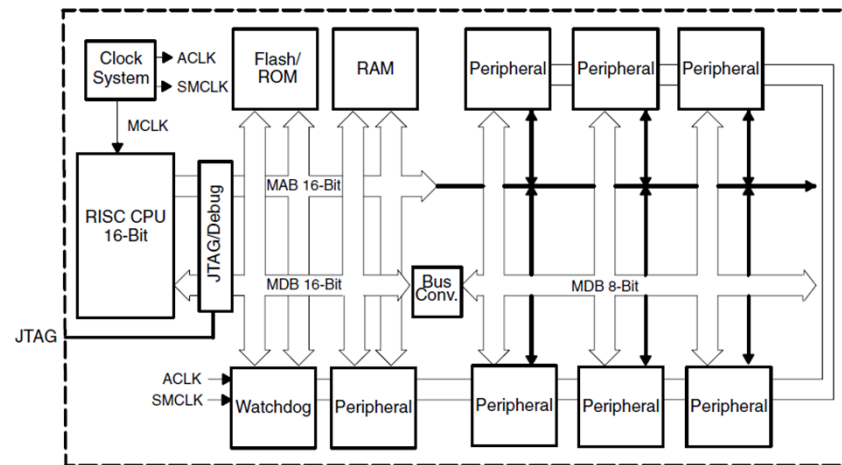 Clock
System
ACLK
SMCLK
MCLK
Flash/
ROM
RAM
Peripheral
Peripheral
Peripheral
RISC CPU
16-Bit
JTAG/Debug
MAB 16-Bit
MDB 16-Bit
Bus
Conv.
MDB 8-Bit
JTAG
ACLK
SMCLK
Watchdog
Peripheral
Peripheral
Peripheral
Peripheral